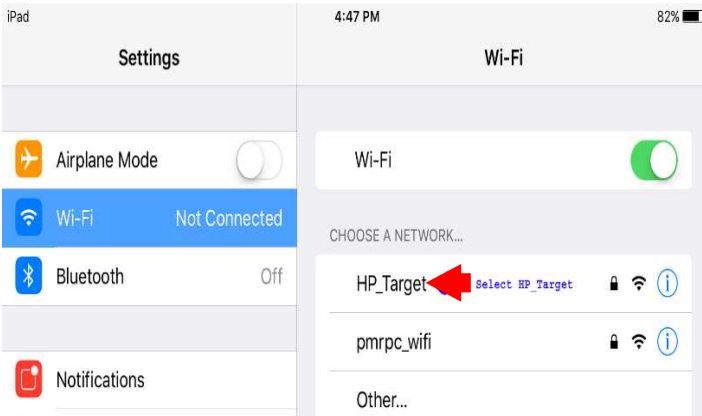 iPad 4:47 PM 82%
Settings
Wi-Fi
Airplane Mode
Wi-Fi Not Connected
Bluetooth Off
Notifications
Wi-Fi
CHOOSE A NETWORK...
HP_Target Select HP_Target
pmrpc_wifi
Other...